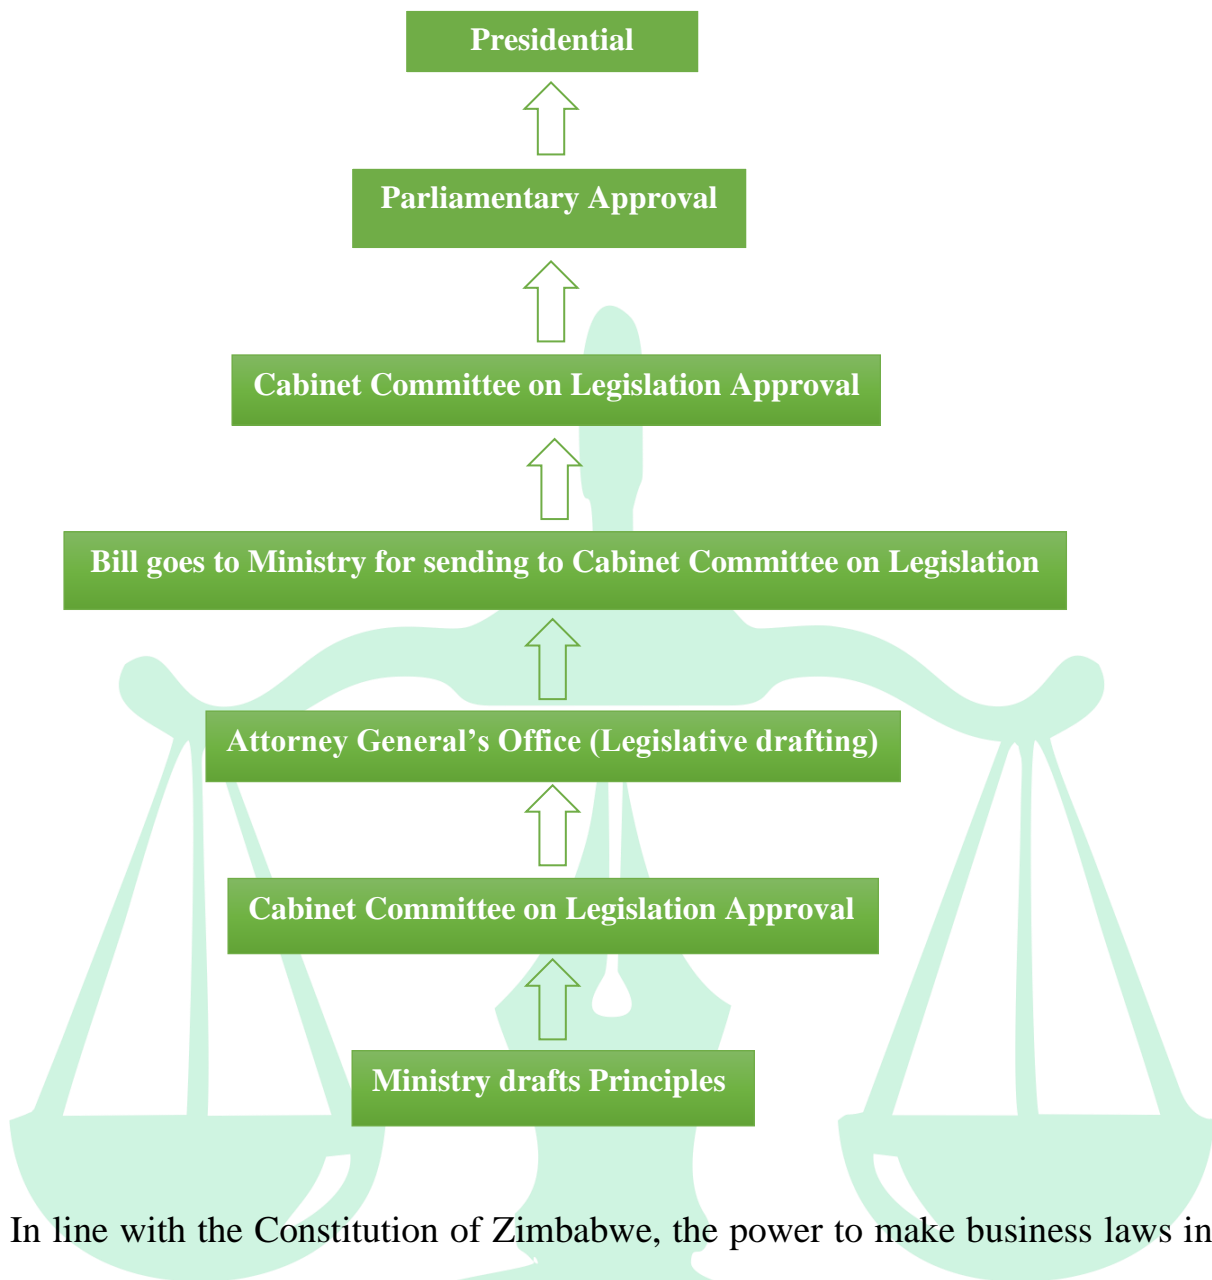 Presidential
Parliamentary Approval
Cabinet Committee on Legislation Approval
Bill goes to Ministry for sending to Cabinet Committee on Legislation
Attorney General’s Office (Legislative drafting)
Cabinet Committee on Legislation Approval
Ministry drafts Principles
In line with the Constitution of Zimbabwe, the power to make business laws in